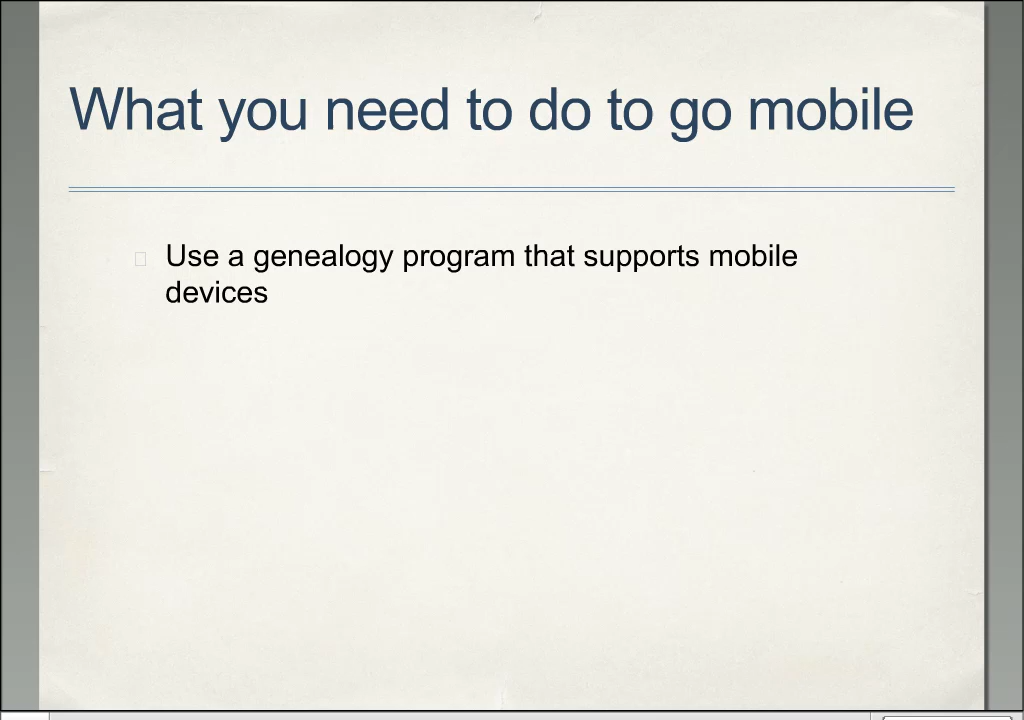 What you need to do to go mobile
Use a genealogy program that supports mobile
devices